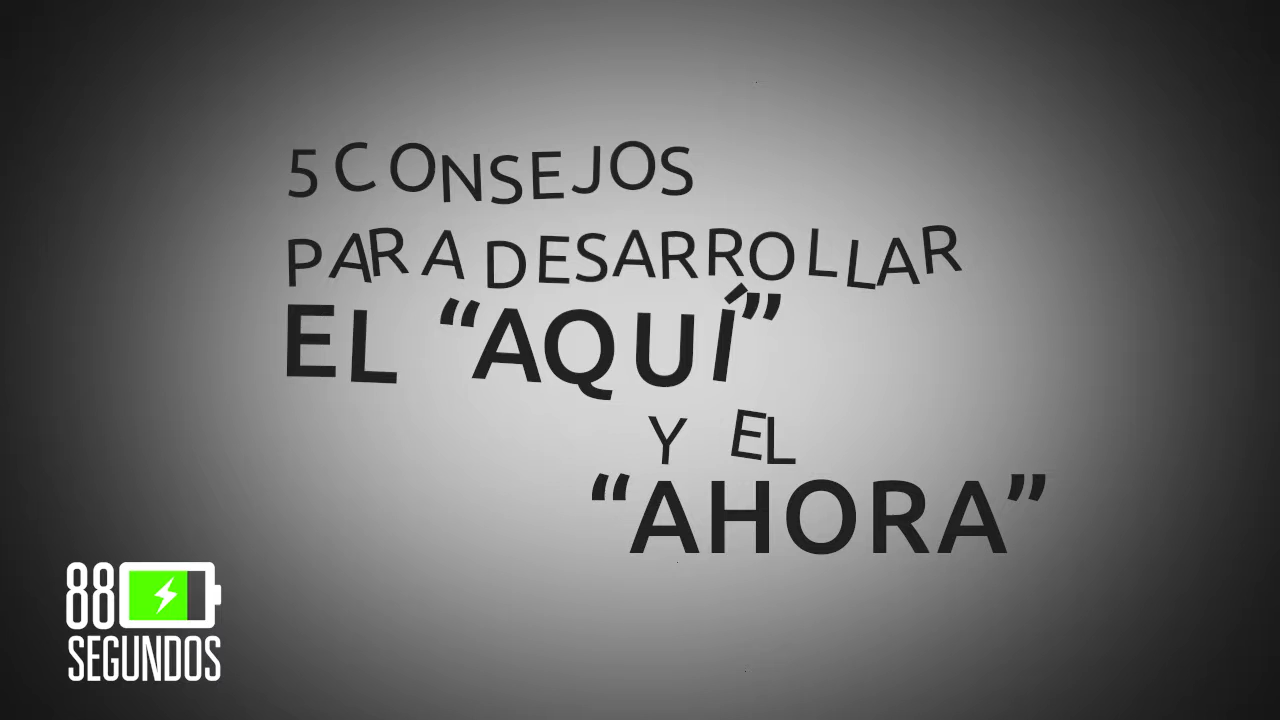 5 CONSEJOS
PARA DESARROLLAR
EL “AQUÍ”
Y EL
“AHORA”
88
SEGUNDOS